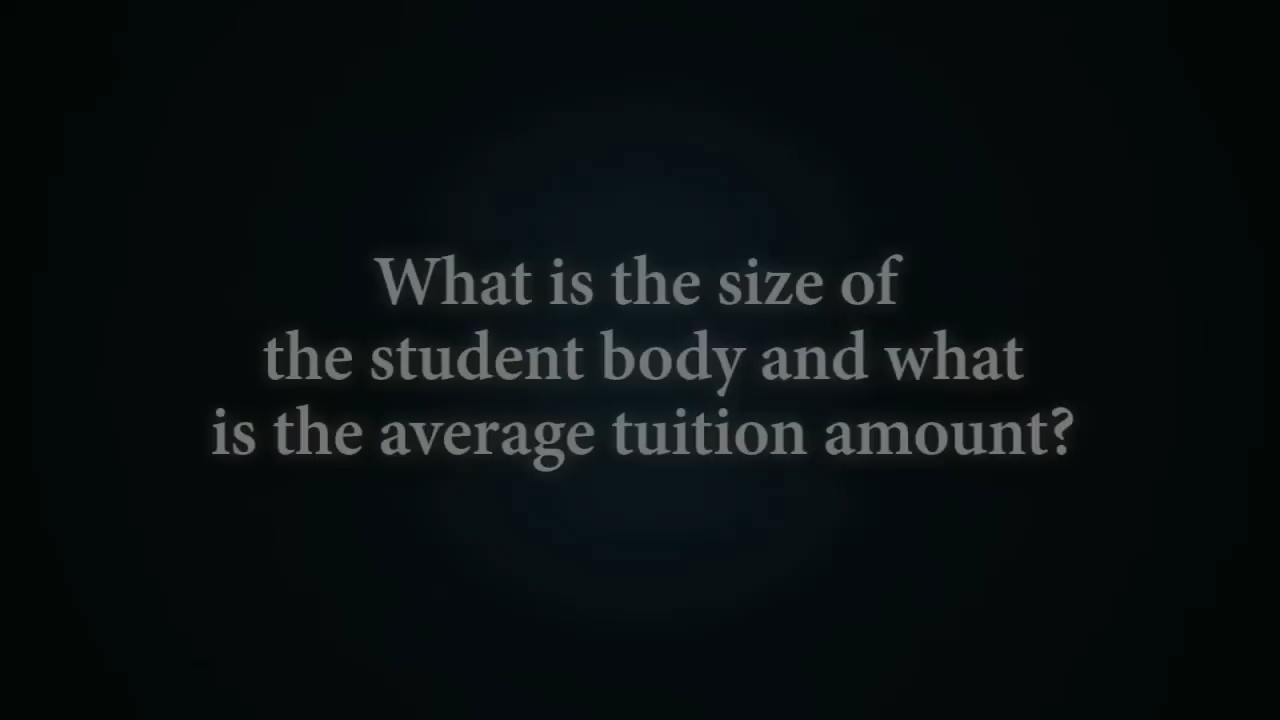 What is the size of
the student body and what
is the average tuition amount?